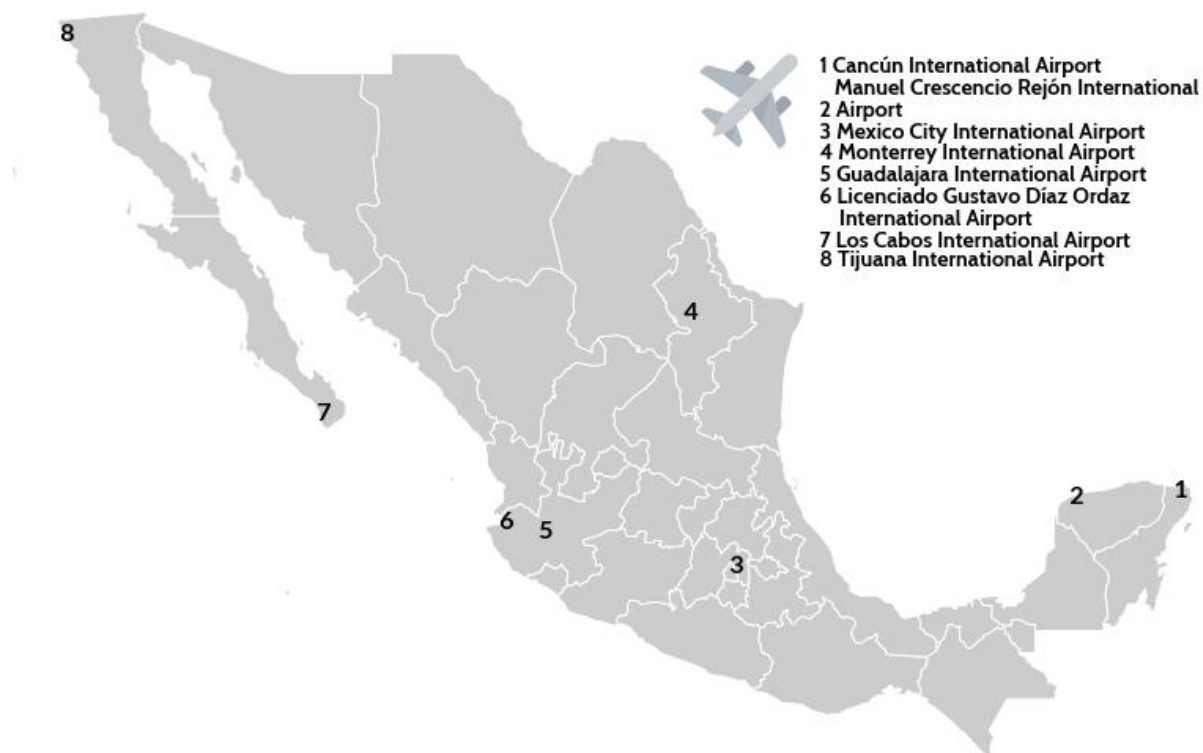 8
1 Cancún International Airport
Manuel Crescencio Rejón International
2 Airport
3 Mexico City International Airport
4 Monterrey International Airport
5 Guadalajara International Airport
6 Licenciado Gustavo Díaz Ordaz
International Airport
7 Los Cabos International Airport
8 Tijuana International Airport
4
7
2
1
6
5
3